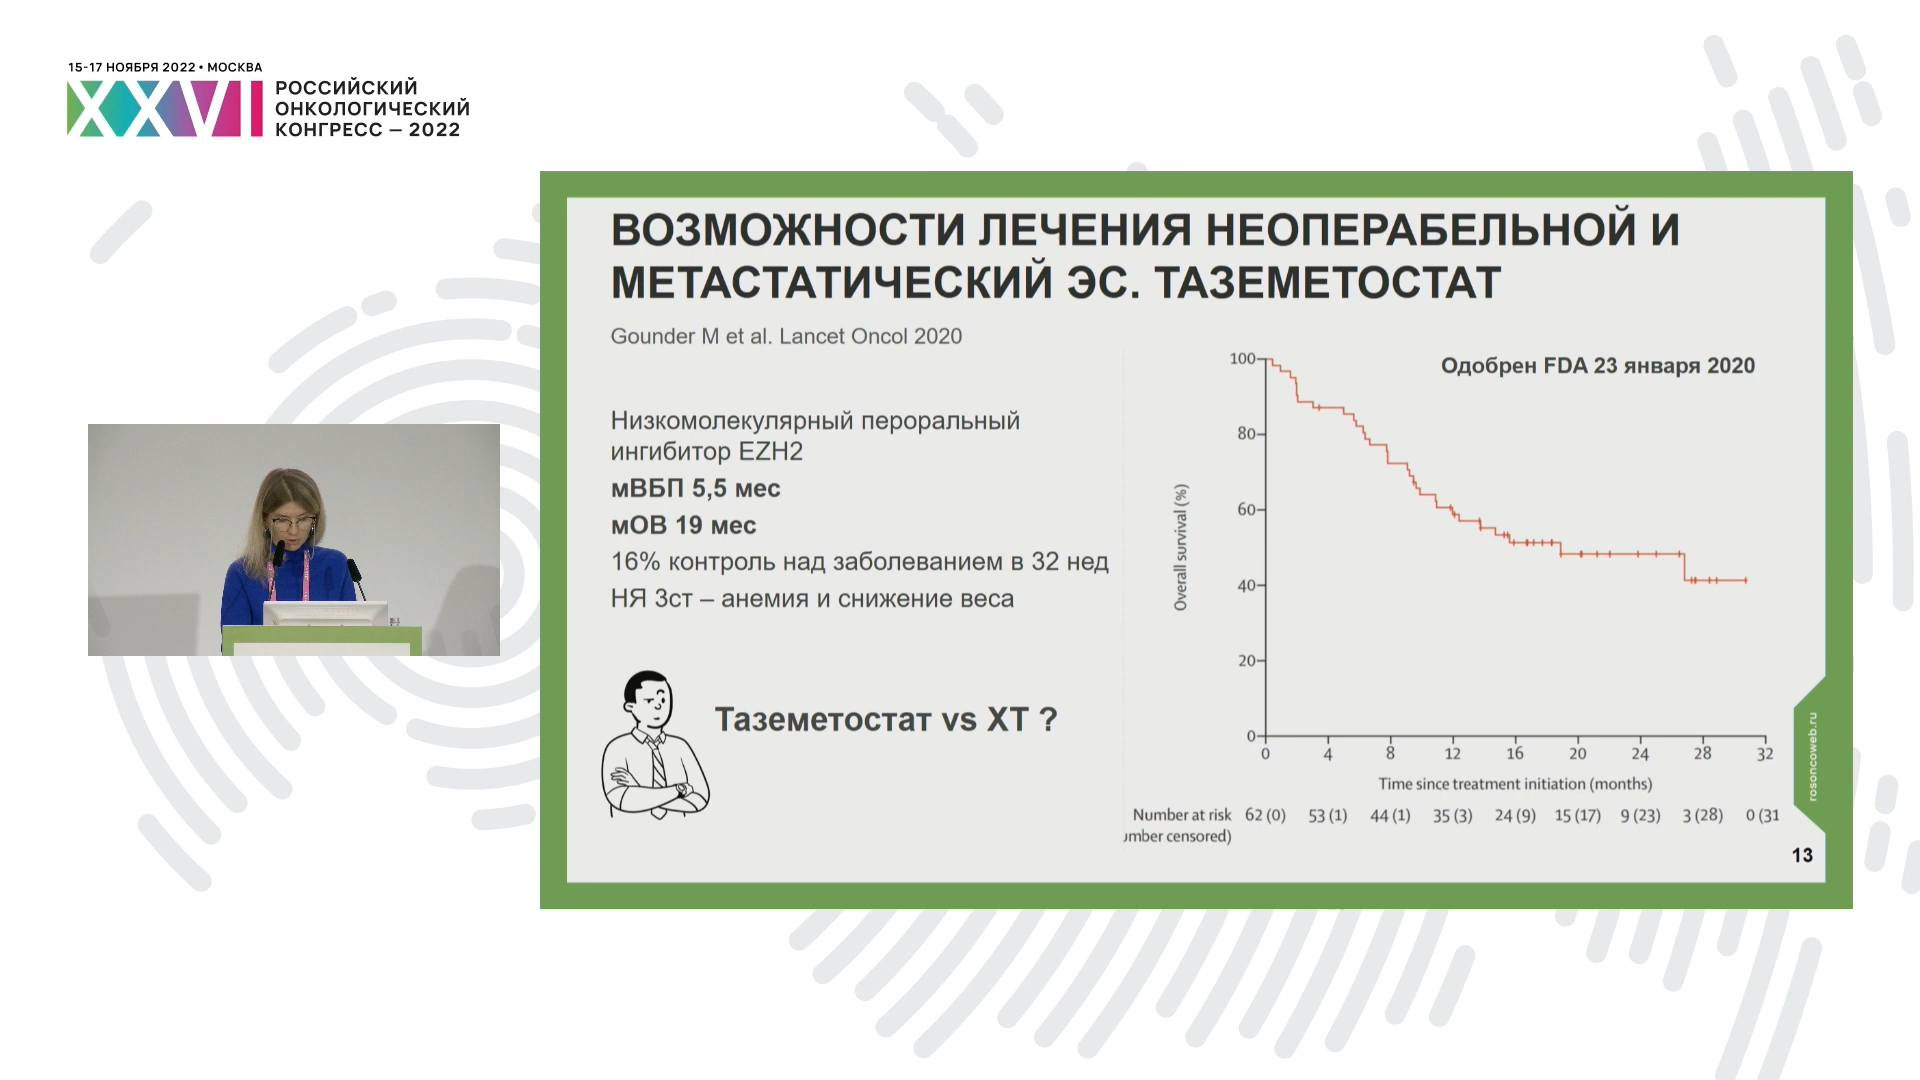 15-17 НОЯБРЯ 2022 • МОСКВА
XXVI
РОССИЙСКИЙ
ОНКОЛОГИЧЕСКИЙ
КОНГРЕСС – 2022
ВОЗМОЖНОСТИ ЛЕЧЕНИЯ НЕОПЕРАБЕЛЬНОЙ И
МЕТАСТАТИЧЕСКИЙ ЭС. ТАЗЕМЕТОСТАТ
Gounder M et al. Lancet Oncol 2020
Низкомолекулярный пероральный
ингибитор EZH2
мВБП 5,5 мес
мОВ 19 мес
16% контроль над заболеванием в 32 нед
НЯ 3ст – анемия и снижение веса
Таземетостат vs ХТ ?
Одобрен FDA 23 января 2020
100
80
60
40
20
0
Overall survival (%)
0 4 8 12 16 20 24 28 32
Time since treatment initiation (months)
Number at risk 62 (0) 53 (1) 44 (1) 35 (3) 24 (9) 15 (17) 9 (23) 3 (28) 0 (31
umber censored)
rosoncoweb.ru
13